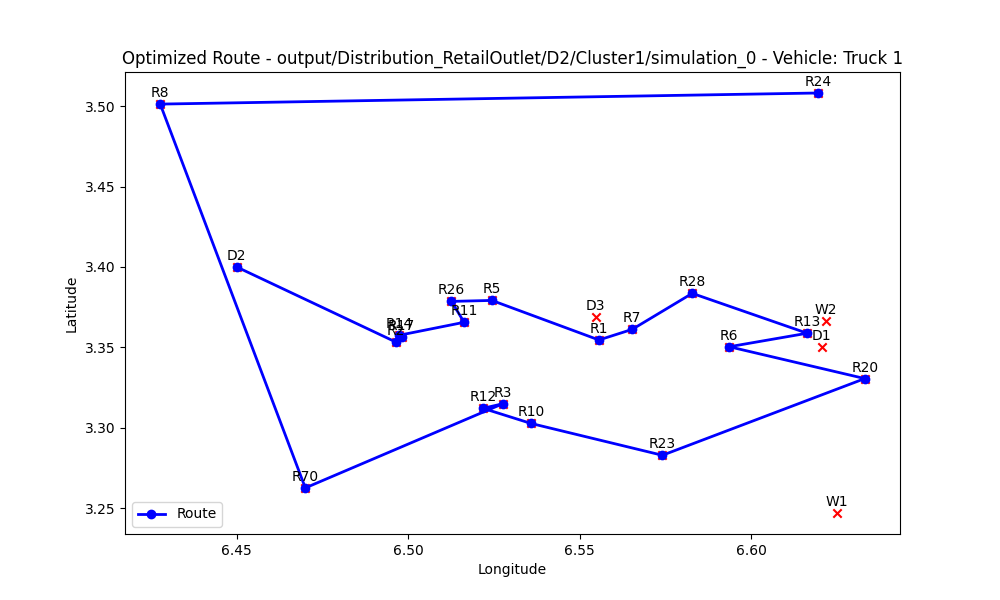 Optimized Route - output/Distribution_RetailOutlet/D2/Cluster1/simulation_0 - Vehicle: Truck 1
R24
R8
3.50
3.45
D2
3.40
R28
R26
R5
R11
D3
W2
R13
R1
R7
R6
D1
3.35
R20
Latitude
R12
R3
R10
3.30
R23
R70
3.25
W1
Route
6.45
6.50
6.55
6.60
Longitude